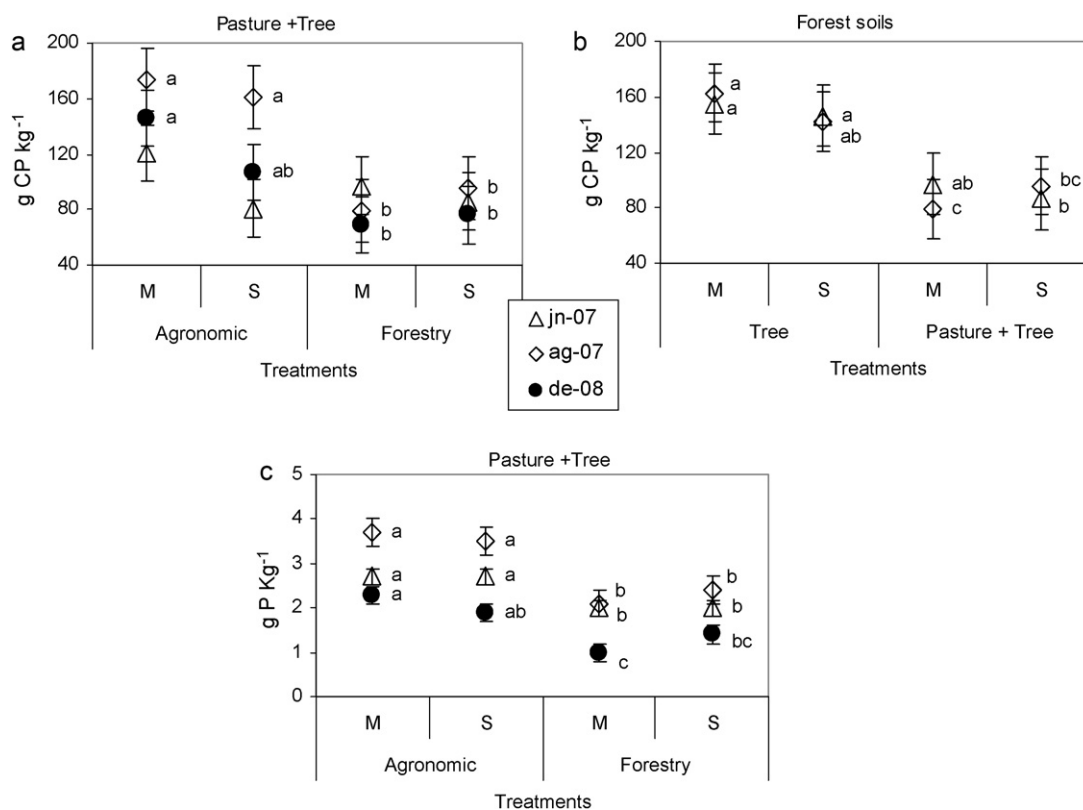 a
Pasture +Tree
200
160
120
80
40
g CP kg⁻¹
a
a
a
ab
b
b
b
b
M S M S
Agronomic Forestry
Treatments
b
Forest soils
200
160
120
80
40
g CP kg⁻¹
a
a
a
ab
ab
c
bc
b
M S M S
Tree Pasture + Tree
Treatments
jn-07
ag-07
de-08
c
Pasture +Tree
5
4
3
2
1
0
g P Kg⁻¹
a
a
a
a
a
ab
b
b
c
b
b
bc
M S M S
Agronomic Forestry
Treatments